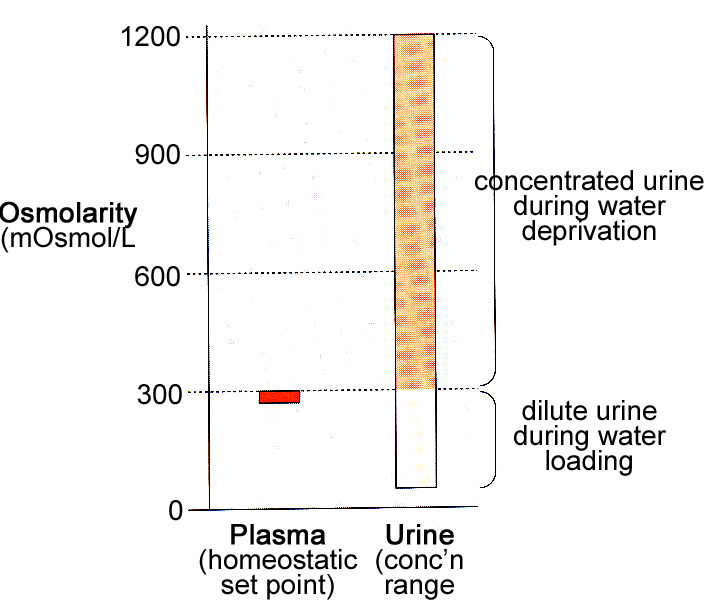 1200
900
600
300
0
Osmolarity
(mOsmol/L
concentrated urine
during water
deprivation
dilute urine
during water
loading
Plasma
(homeostatic
set point)
Urine
(conc'n
range